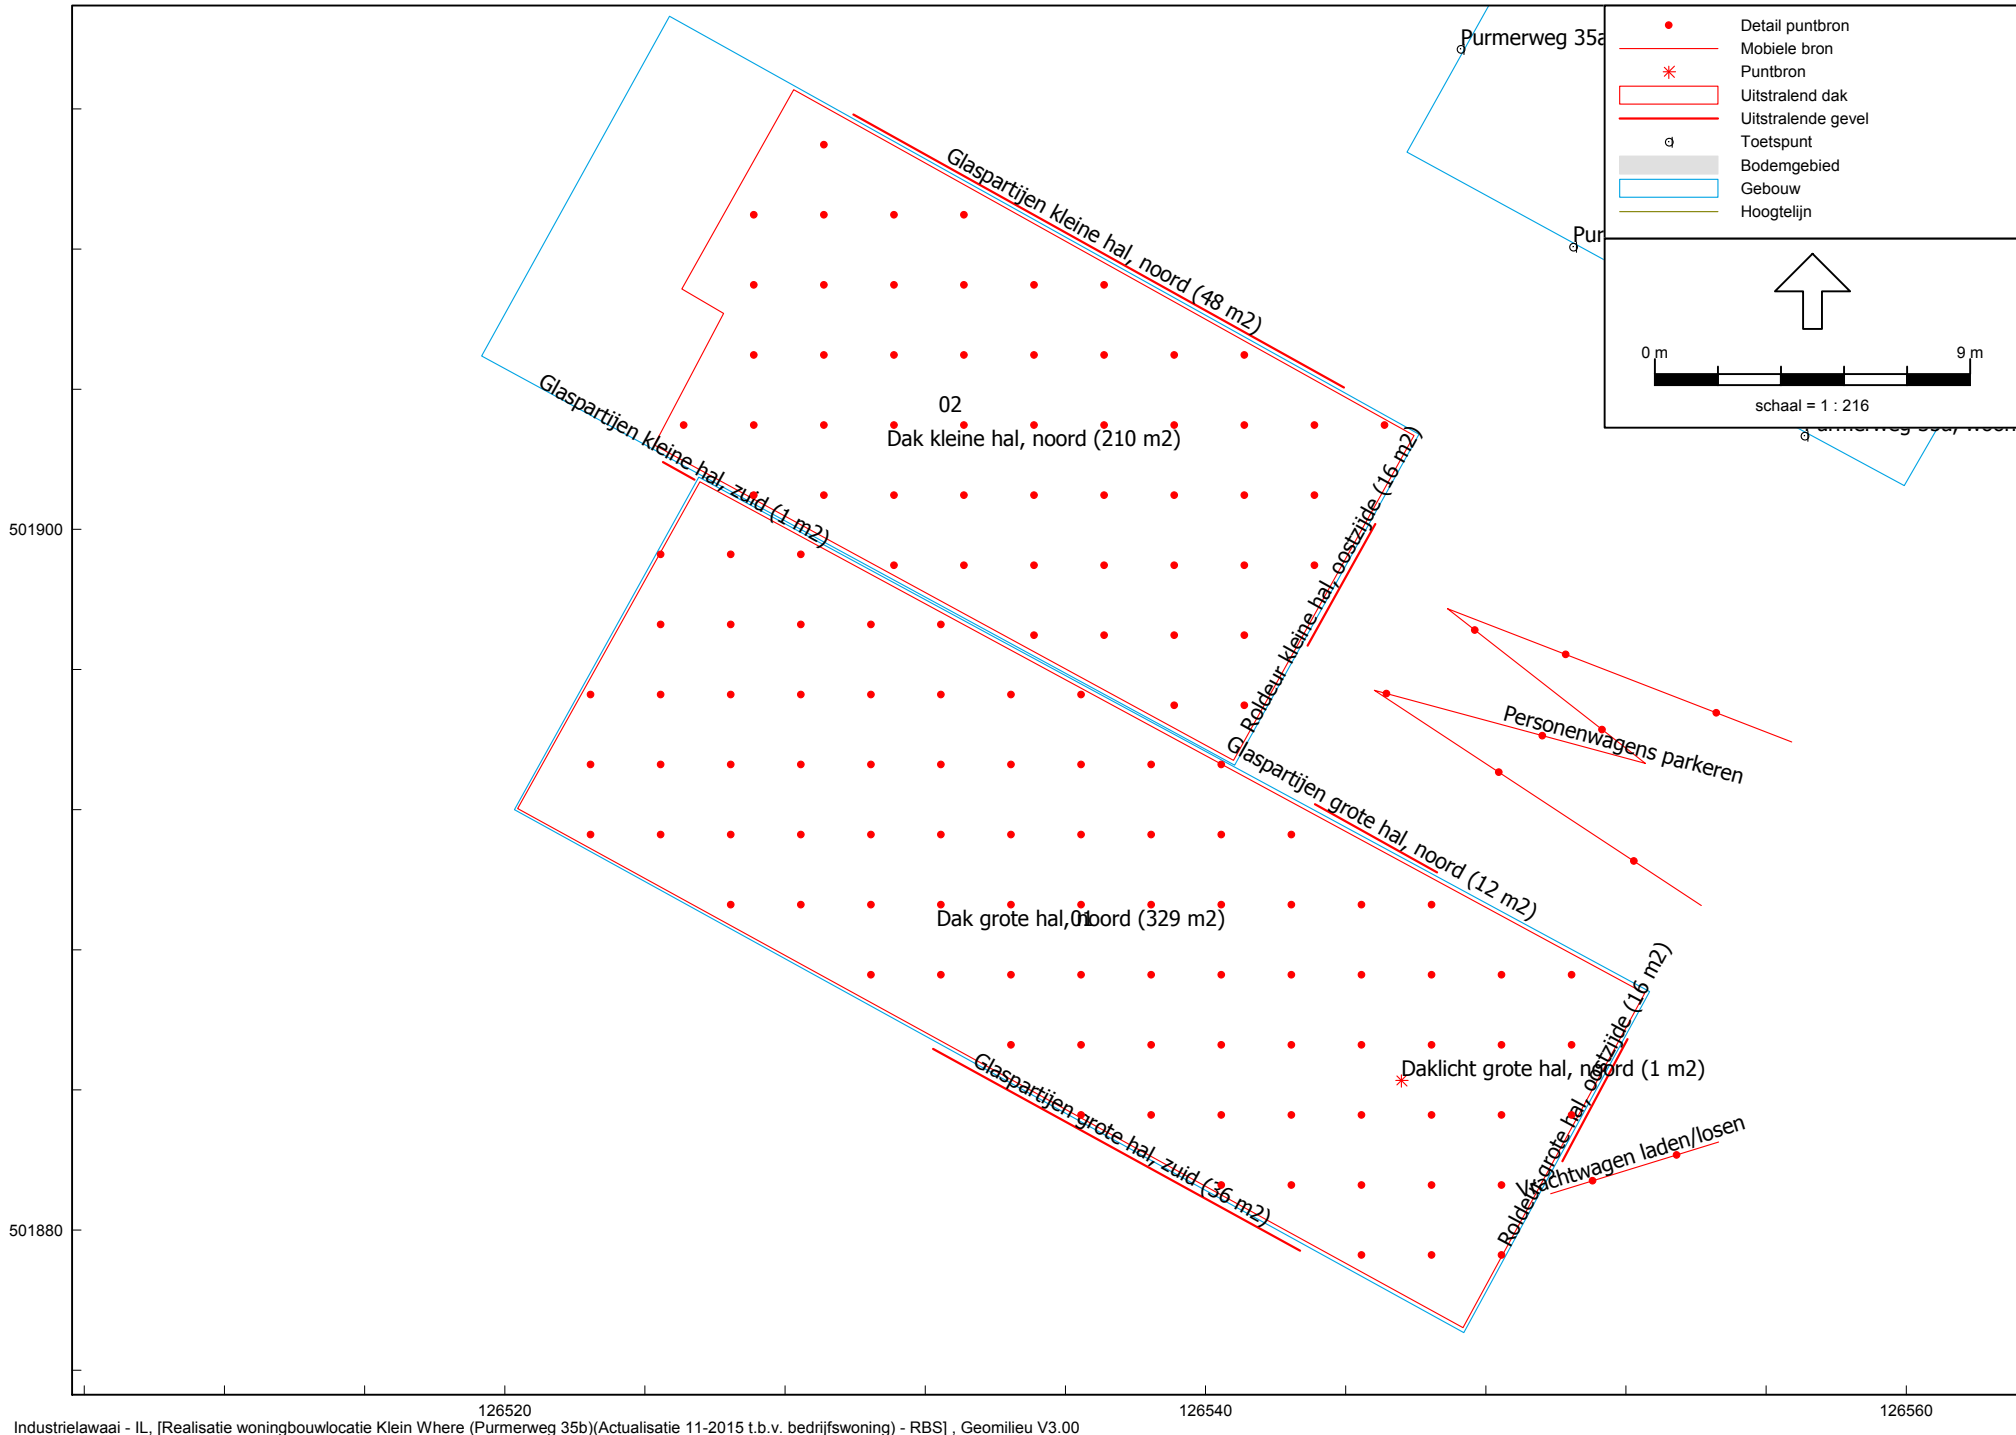 Purmerweg 35a
Detail puntbron
Mobiele bron
Puntbron
Uitstralend dak
Uitstralende gevel
Toetspunt
Bodemgebied
Gebouw
Hoogtelijn
0 m
9 m
schaal = 1 : 216
Glaspartijen kleine hal, noord (48 m2)
Glaspartijen kleine hal, zuid (1 m2)
02
Dak kleine hal, noord (210 m2)
Roldeur kleine hal, oostzijde (16 m2)
501900
Personenwagens parkeren
Glaspartijen grote hal, noord (12 m2)
Dak grote hal, noord (329 m2)
01
Roldeur grote hal, oostzijde (16 m2)
Daklicht grote hal, noord (1 m2)
Glaspartijen grote hal, zuid (36 m2)
Vrachtwagen laden/losen
501880
126520
126540
126560
Industrielawaai - IL, [Realisatie woningbouwlocatie Klein Where (Purmerweg 35b)(Actualisatie 11-2015 t.b.v. bedrijfswoning) - RBS] , Geomilieu V3.00